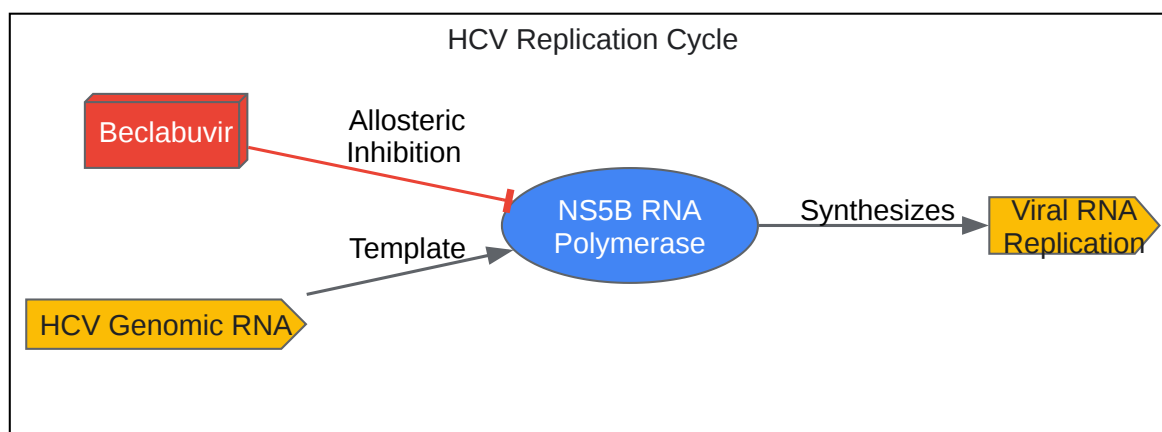 HCV Replication Cycle
Beclabuvir
Allosteric
Inhibition
NS5B RNA
Polymerase
Synthesizes
Viral RNA
Replication
Template
HCV Genomic RNA